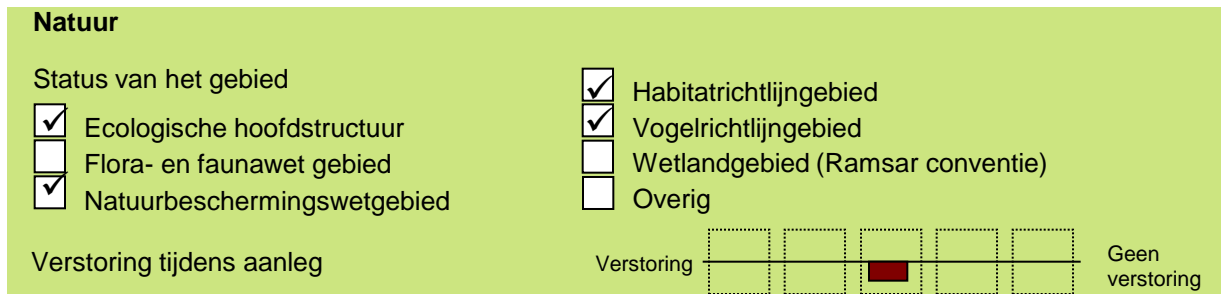 Natuur
Status van het gebied
Ecologische hoofdstructuur
Flora- en faunawet gebied
Natuurbeschermingswetgebied
Habitatrichtlijngebied
Vogelrichtlijngebied
Wetlandgebied (Ramsar conventie)
Overig
Verstoring tijdens aanleg
Verstoring
Geen
verstoring